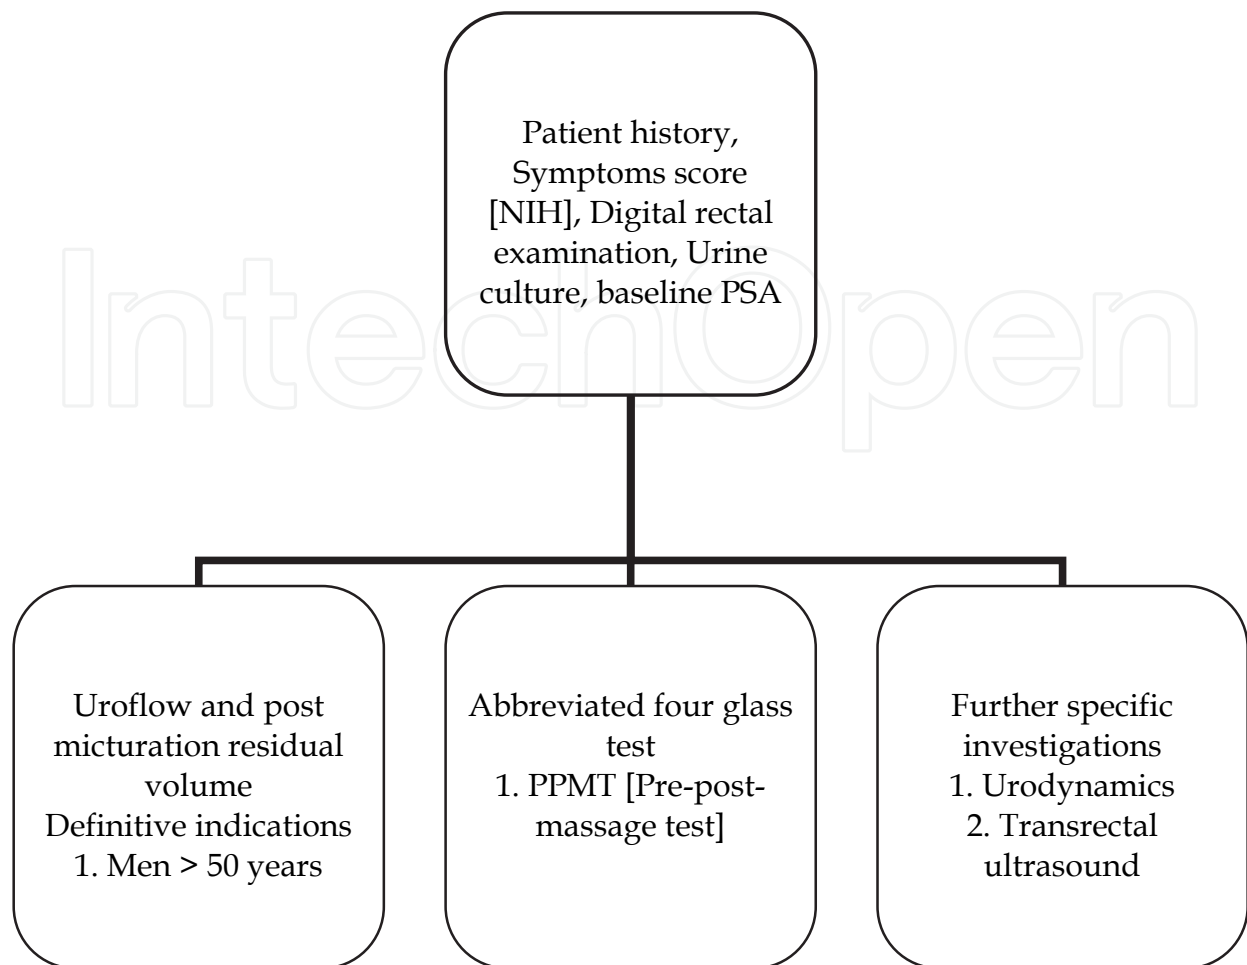 Patient history,
Symptoms score
[NIH], Digital rectal
examination, Urine
culture, baseline PSA
IntechOpen
Uroflow and post
micturation residual
volume
Definitive indications
1. Men > 50 years
Abbreviated four glass
test
1. PPMT [Pre-post-
massage test]
Further specific
investigations
1. Urodynamics
2. Transrectal
ultrasound